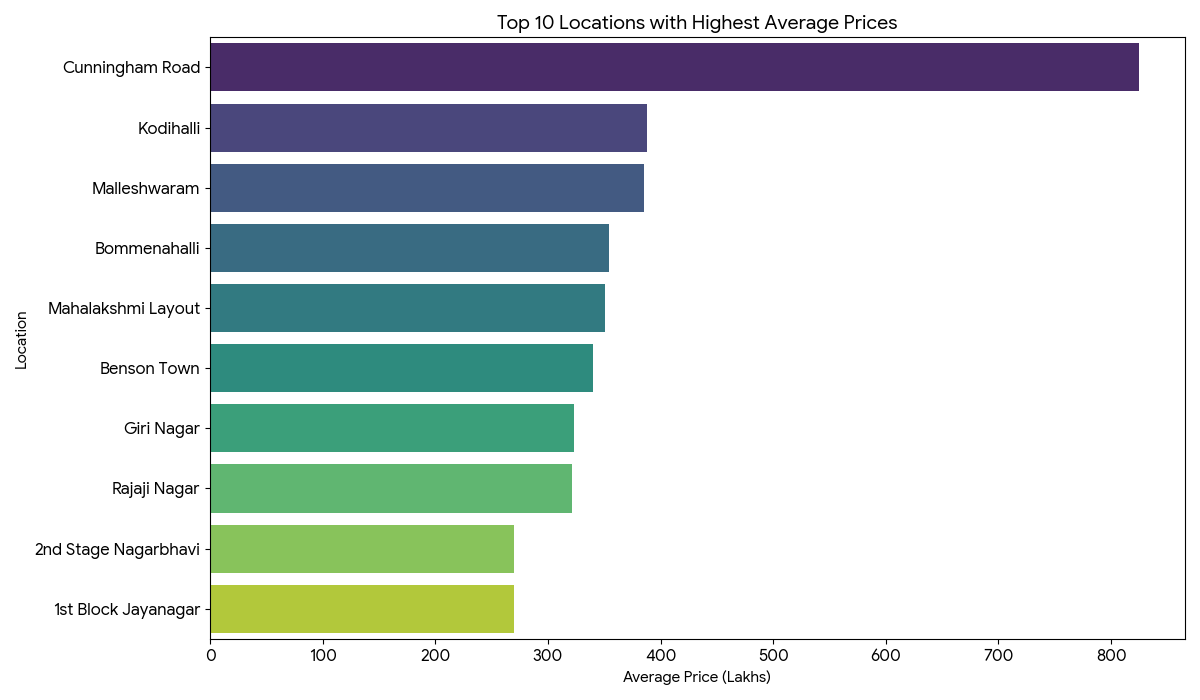 Top 10 Locations with Highest Average Prices
Cunningham Road
Kodihalli
Malleshwaram
Bommenahalli
Mahalakshmi Layout
Benson Town
Giri Nagar
Rajaji Nagar
2nd Stage Nagarbhavi
1st Block Jayanagar
Location
0 100 200 300 400 500 600 700 800
Average Price (Lakhs)